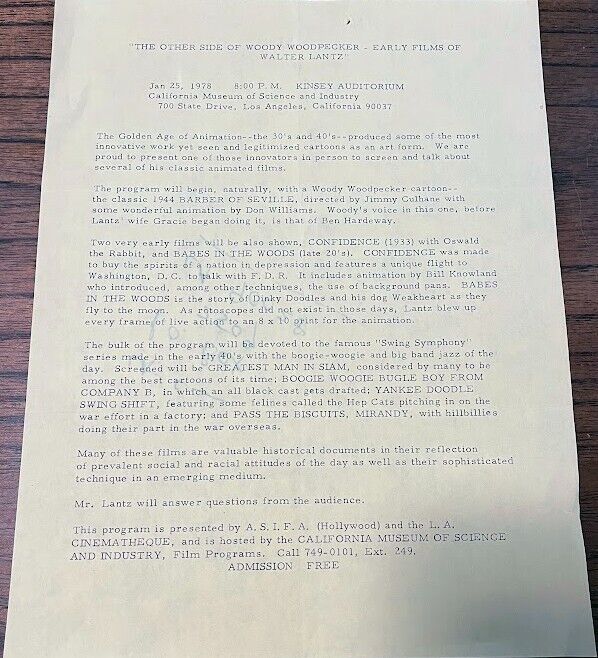 "THE OTHER SIDE OF WOODY WOODPECKER - EARLY FILMS OF
WALTER LANTZ"
Jan 25, 1978 8:00 P. M. KINSEY AUDITORIUM
California Museum of Science and Industry
700 State Drive, Los Angeles, California 90037
The Golden Age of Animation--the 30's and 40's--produced some of the most
innovative work yet seen and legitimized cartoons as an art form. We are
proud to present one of those innovators in person to screen and talk about
several of his classic animated films.
The program will begin, naturally, with a Woody Woodpecker cartoon--
the classic 1944 BARBER OF SEVILLE, directed by Jimmy Culhane with
some wonderful animation by Don Williams. Woody's voice in this one, before
Lantz' wife Gracie began doing it, is that of Ben Hardeway.
Two very early films will be also shown, CONFIDENCE (1933) with Oswald
the Rabbit, and BABES IN THE WOODS (late 20's). CONFIDENCE was made
to buy the spirits of a nation in depression and features a unique flight to
Washington, D. C. to talk with F. D. R. It includes animation by Bill Knowland
who introduced, among other techniques, the use of background pans. BABES
IN THE WOODS is the story of Dinky Doodles and his dog Weakheart as they
fly to the moon. As rotoscopes did not exist in those days, Lantz blew up
every frame of live action to an 8 x 10 print for the animation.
The bulk of the program will be devoted to the famous "Swing Symphony"
series made in the early 40's with the boogie-woogie and big band jazz of the
day. Screened will be GREATEST MAN IN SIAM, considered by many to be
among the best cartoons of its time; BOOGIE WOOGIE BUGLE BOY FROM
COMPANY B, in which an all black cast gets drafted; YANKEE DOODLE
SWING SHIFT, featuring some felines called the Hep Cats pitching in on the
war effort in a factory; and PASS THE BISCUITS, MIRANDY, with hillbillies
doing their part in the war overseas.
Many of these films are valuable historical documents in their reflection
of prevalent social and racial attitudes of the day as well as their sophisticated
technique in an emerging medium.
Mr. Lantz will answer questions from the audience.
This program is presented by A. S. I. F. A. (Hollywood) and the L. A.
CINEMATHEQUE, and is hosted by the CALIFORNIA MUSEUM OF SCIENCE
AND INDUSTRY, Film Programs. Call 749-0101, Ext. 249.
ADMISSION FREE